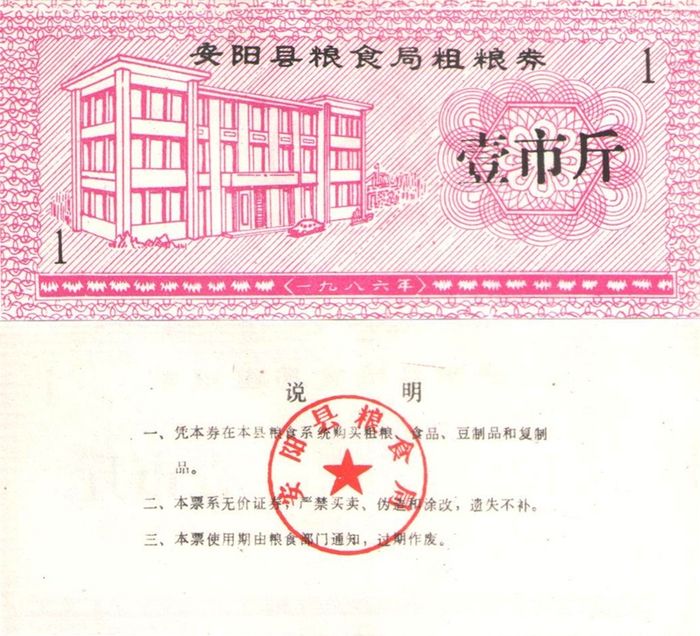 安阳县粮食局粗粮券
1
壹市斤
1
一九八六年
说 明
一、凭本券在本县粮食系统购买粗粮、食品、豆制品和复制
品。
二、本票系无价证券，严禁买卖、伪造和涂改，遗失不补。
三、本票使用期由粮食部门通知，过期作废。
安阳县粮食局